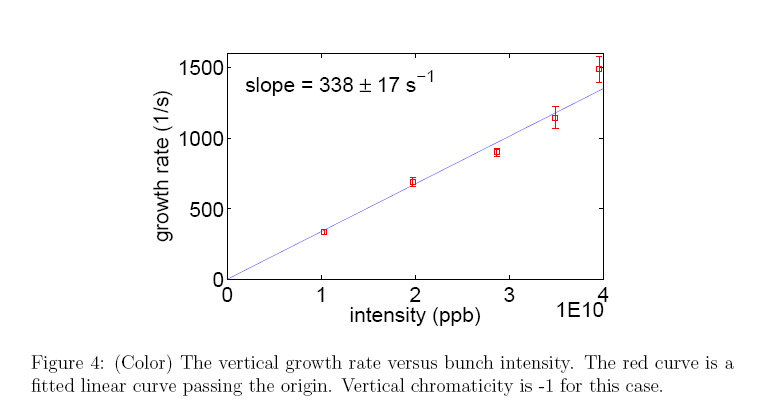 1500
slope = 338 ± 17 s⁻¹
1000
growth rate (1/s)
500
0
0 1 2 3 4
1E10
intensity (ppb)
Figure 4: (Color) The vertical growth rate versus bunch intensity. The red curve is a
fitted linear curve passing the origin. Vertical chromaticity is -1 for this case.